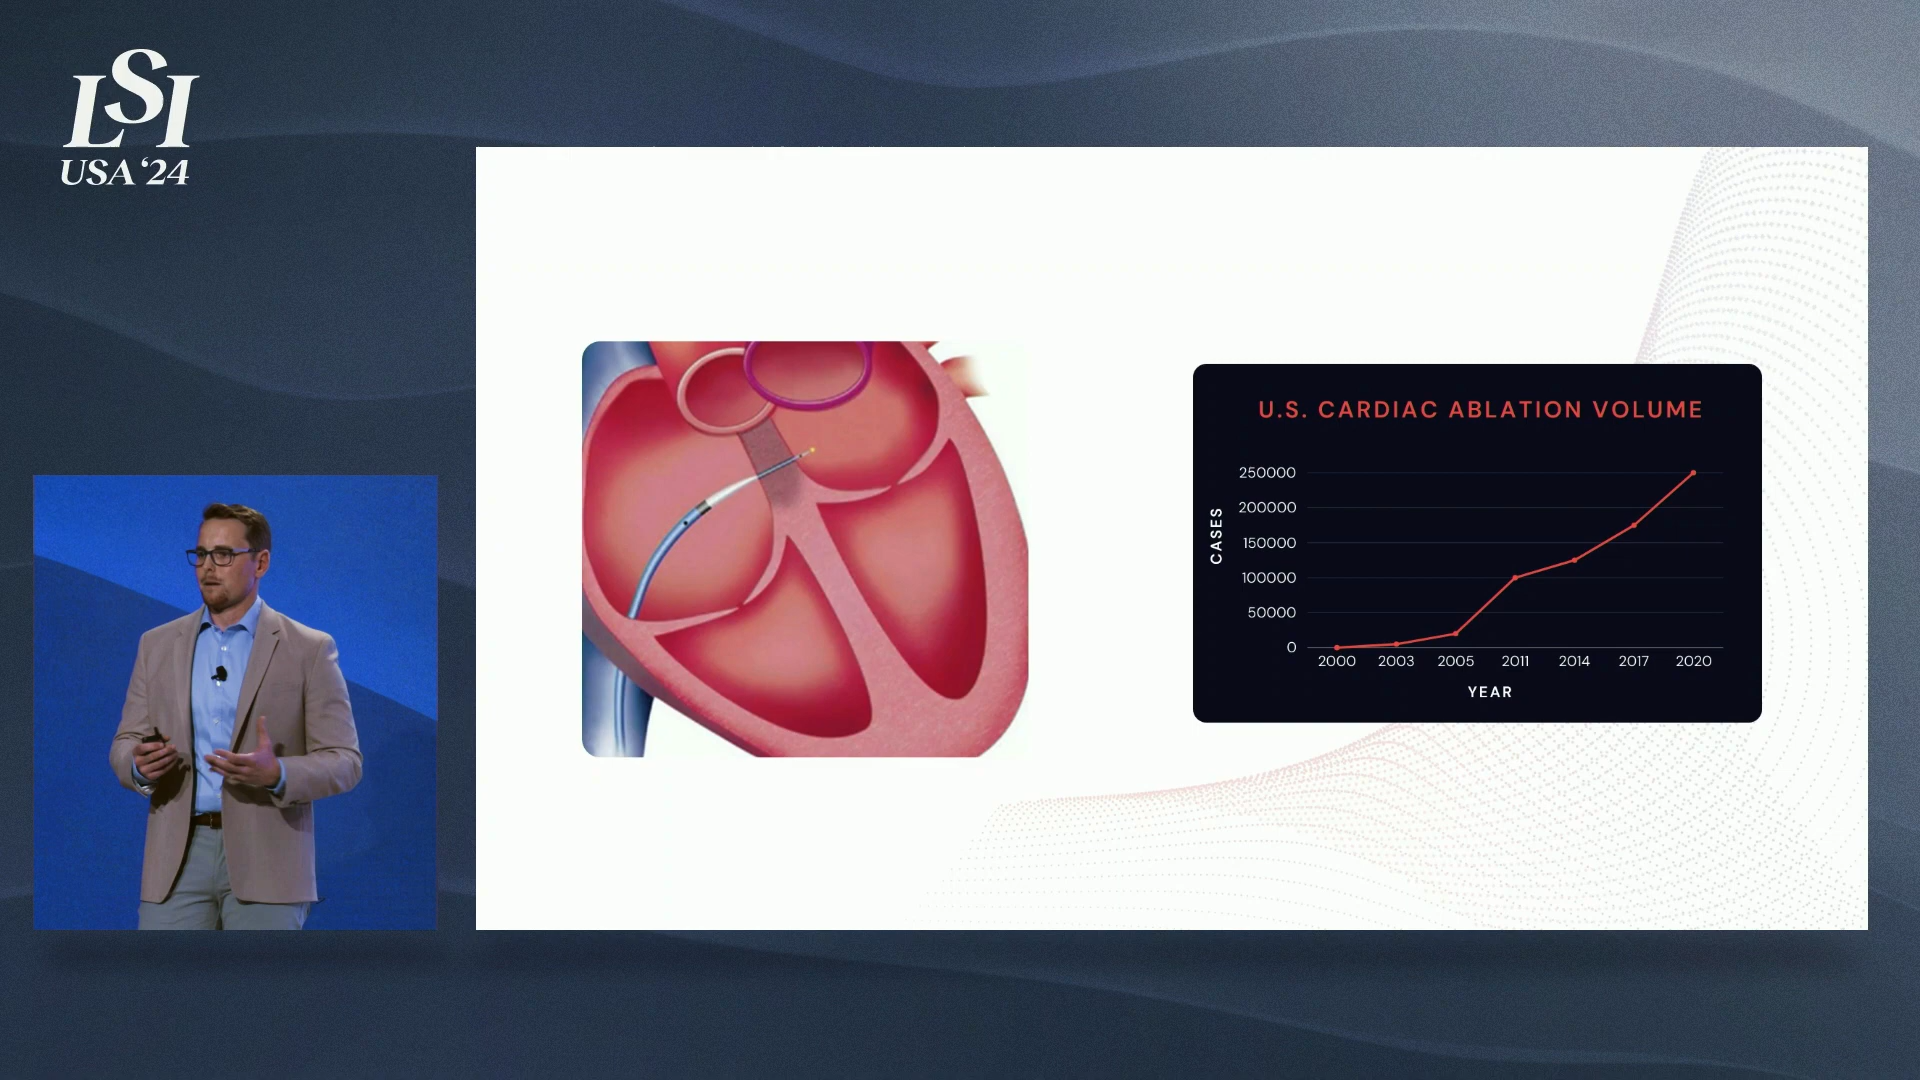 LSI
USA '24
U.S. CARDIAC ABLATION VOLUME
CASES
250000
200000
150000
100000
50000
0
2000 2003 2005 2011 2014 2017 2020
YEAR